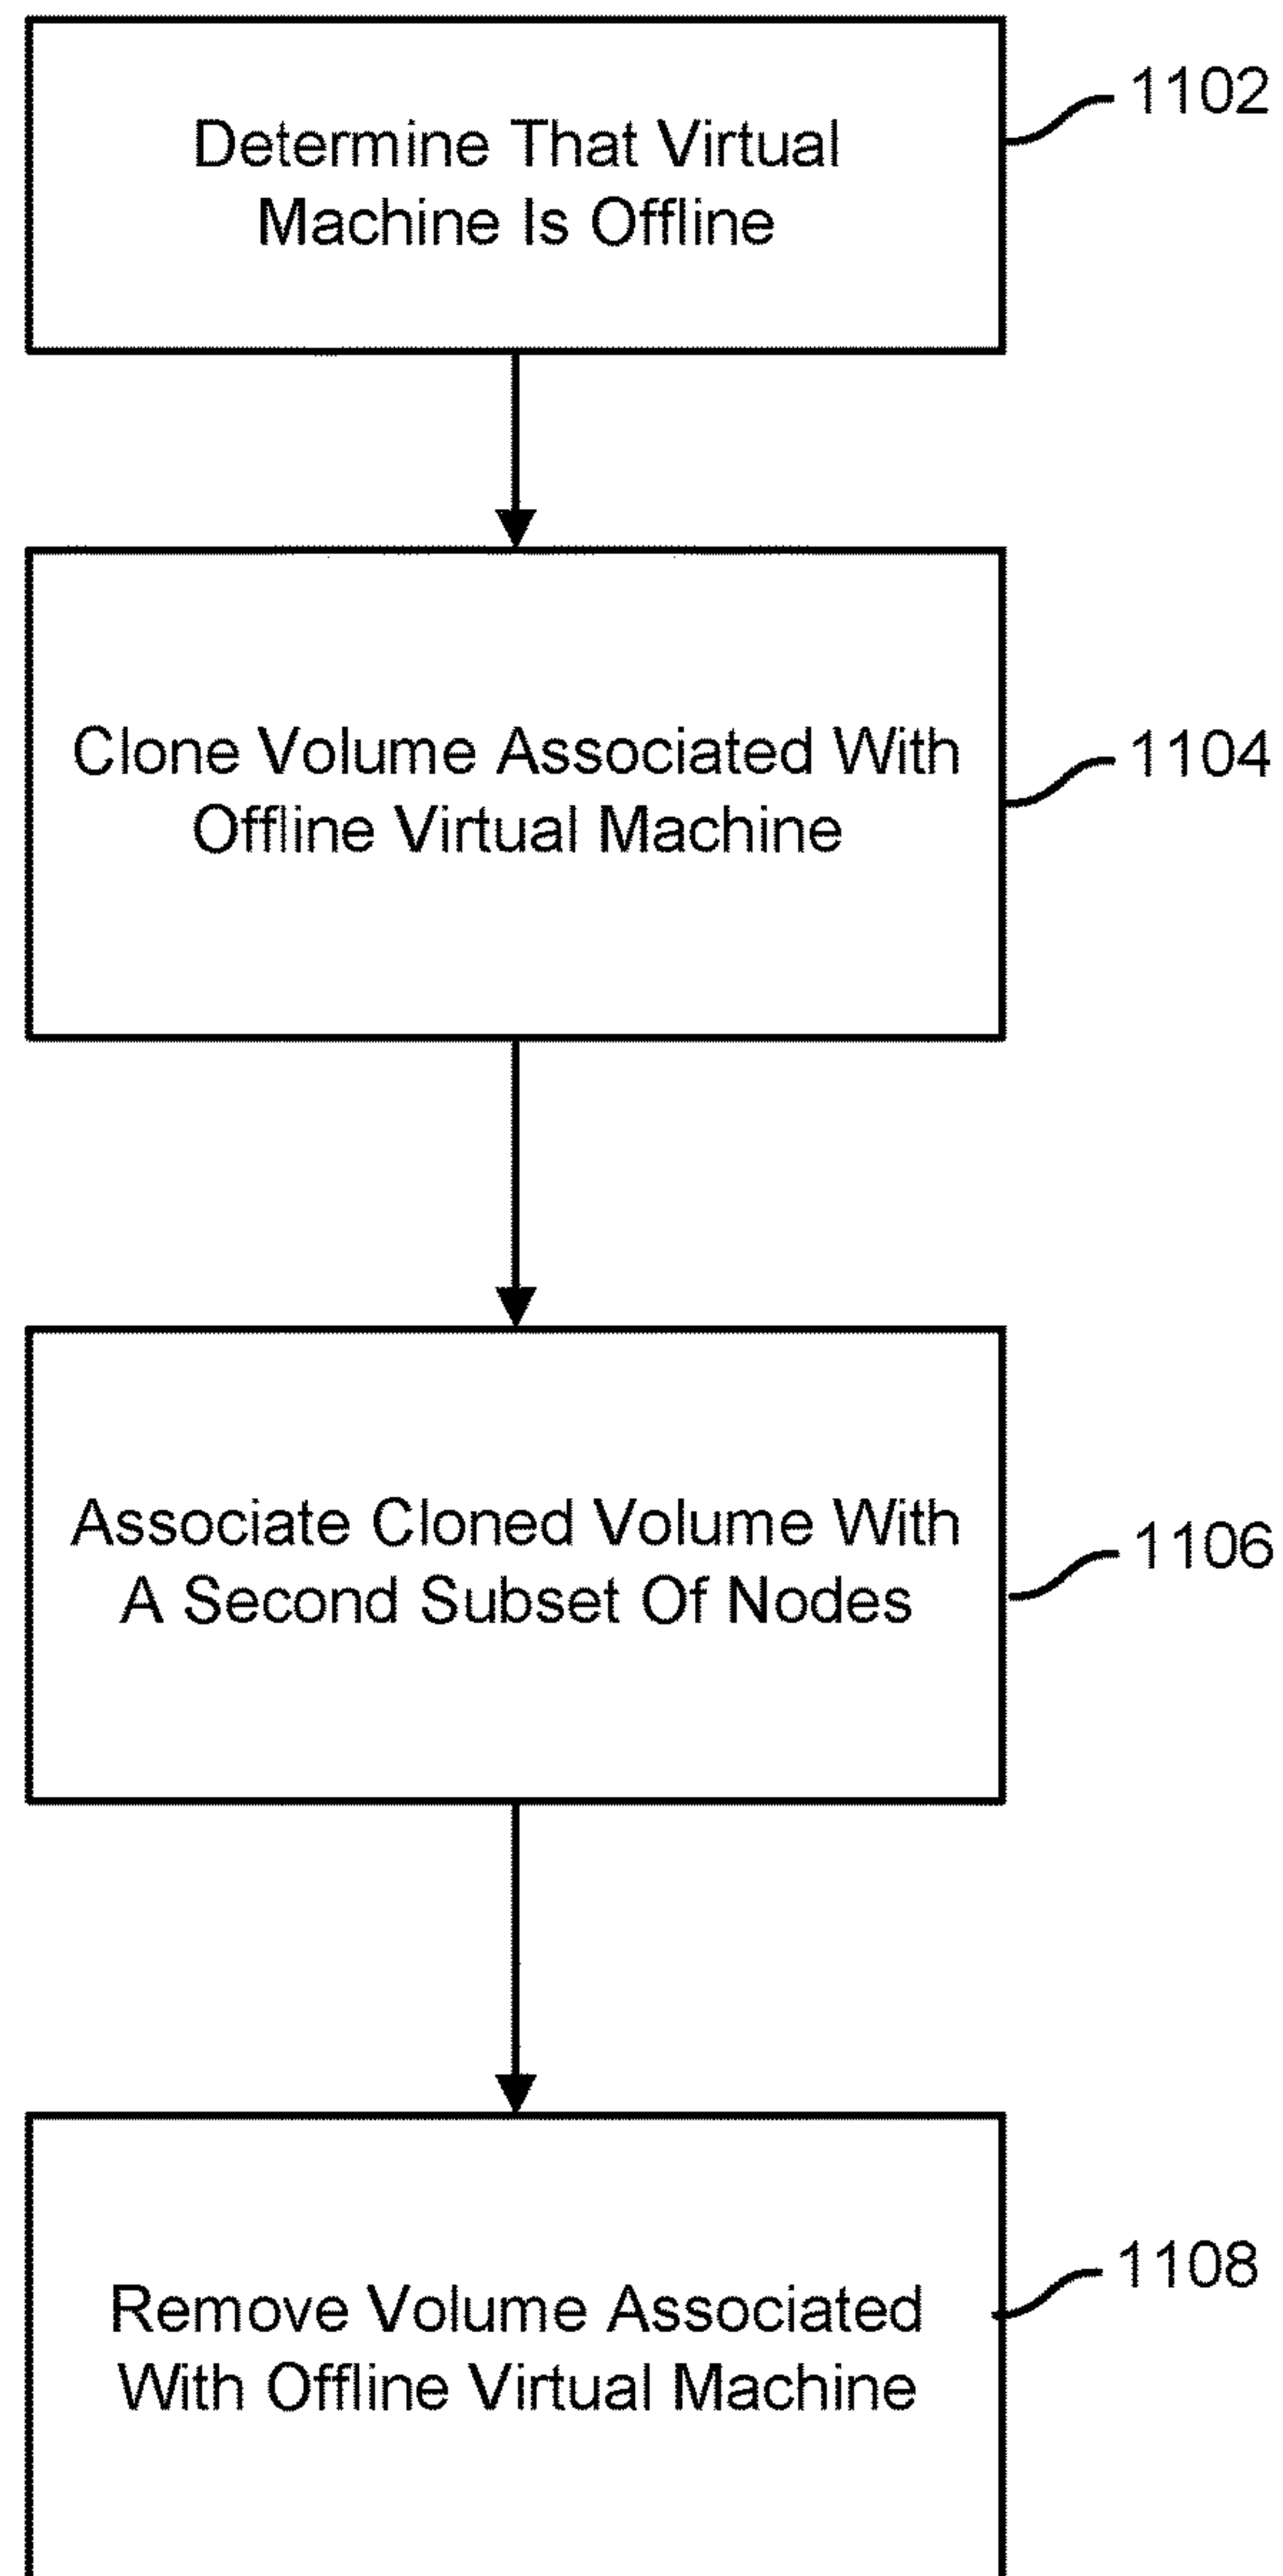 Determine That Virtual
Machine Is Offline
1102
Clone Volume Associated With
Offline Virtual Machine
1104
Associate Cloned Volume With
A Second Subset Of Nodes
1106
Remove Volume Associated
With Offline Virtual Machine
1108